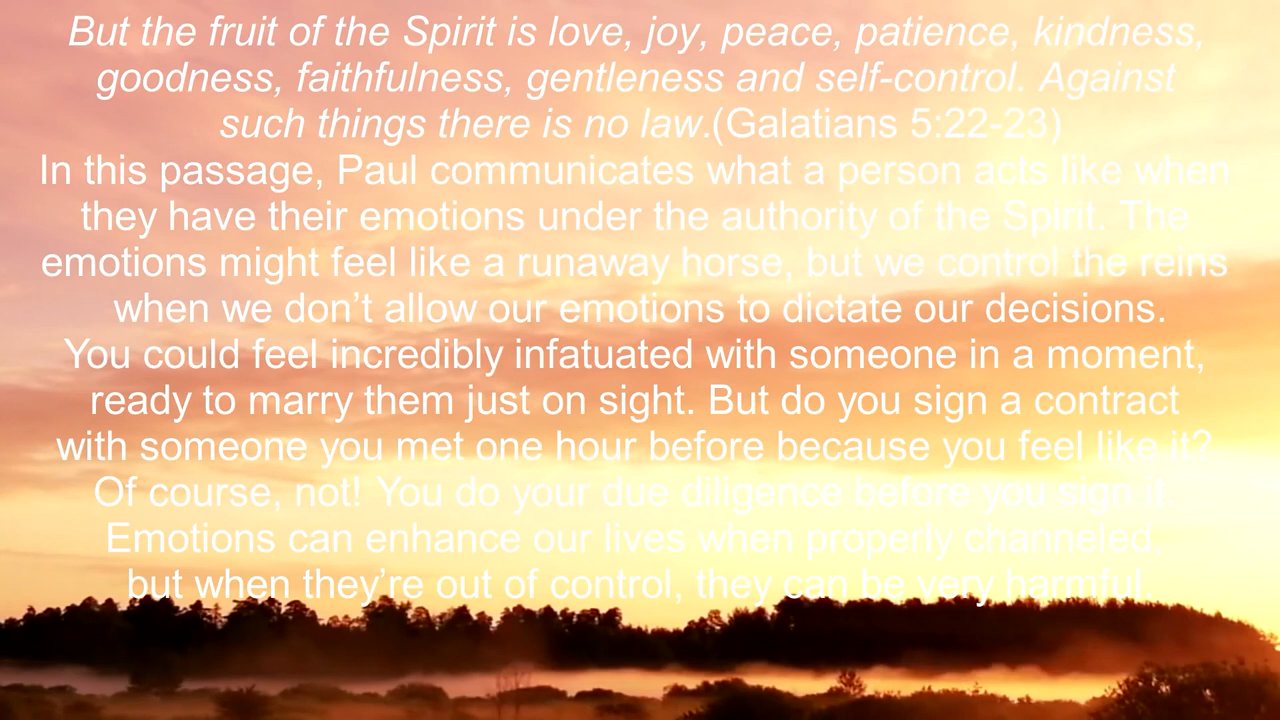 But the fruit of the Spirit is love, joy, peace, patience, kindness,
goodness, faithfulness, gentleness and self-control. Against
such things there is no law.(Galatians 5:22-23)
In this passage, Paul communicates what a person acts like when
they have their emotions under the authority of the Spirit. The
emotions might feel like a runaway horse, but we control the reins
when we don’t allow our emotions to dictate our decisions.
You could feel incredibly infatuated with someone in a moment,
ready to marry them just on sight. But do you sign a contract
with someone you met one hour before because you feel like it?
Of course, not! You do your due diligence before you sign it.
Emotions can enhance our lives when properly channeled,
but when they’re out of control, they can be very harmful.